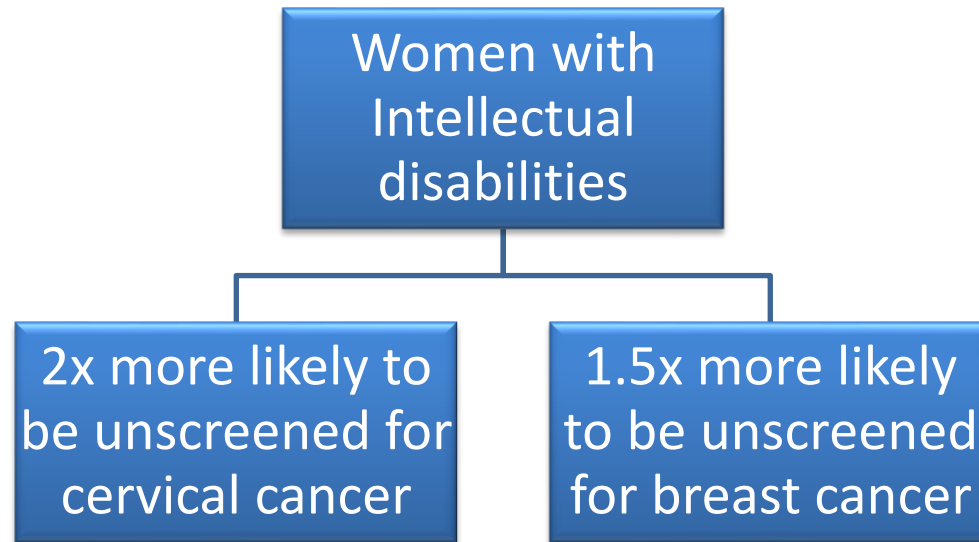 Women with
Intellectual
disabilities
2x more likely to
be unscreened for
cervical cancer
1.5x more likely
to be unscreened
for breast cancer